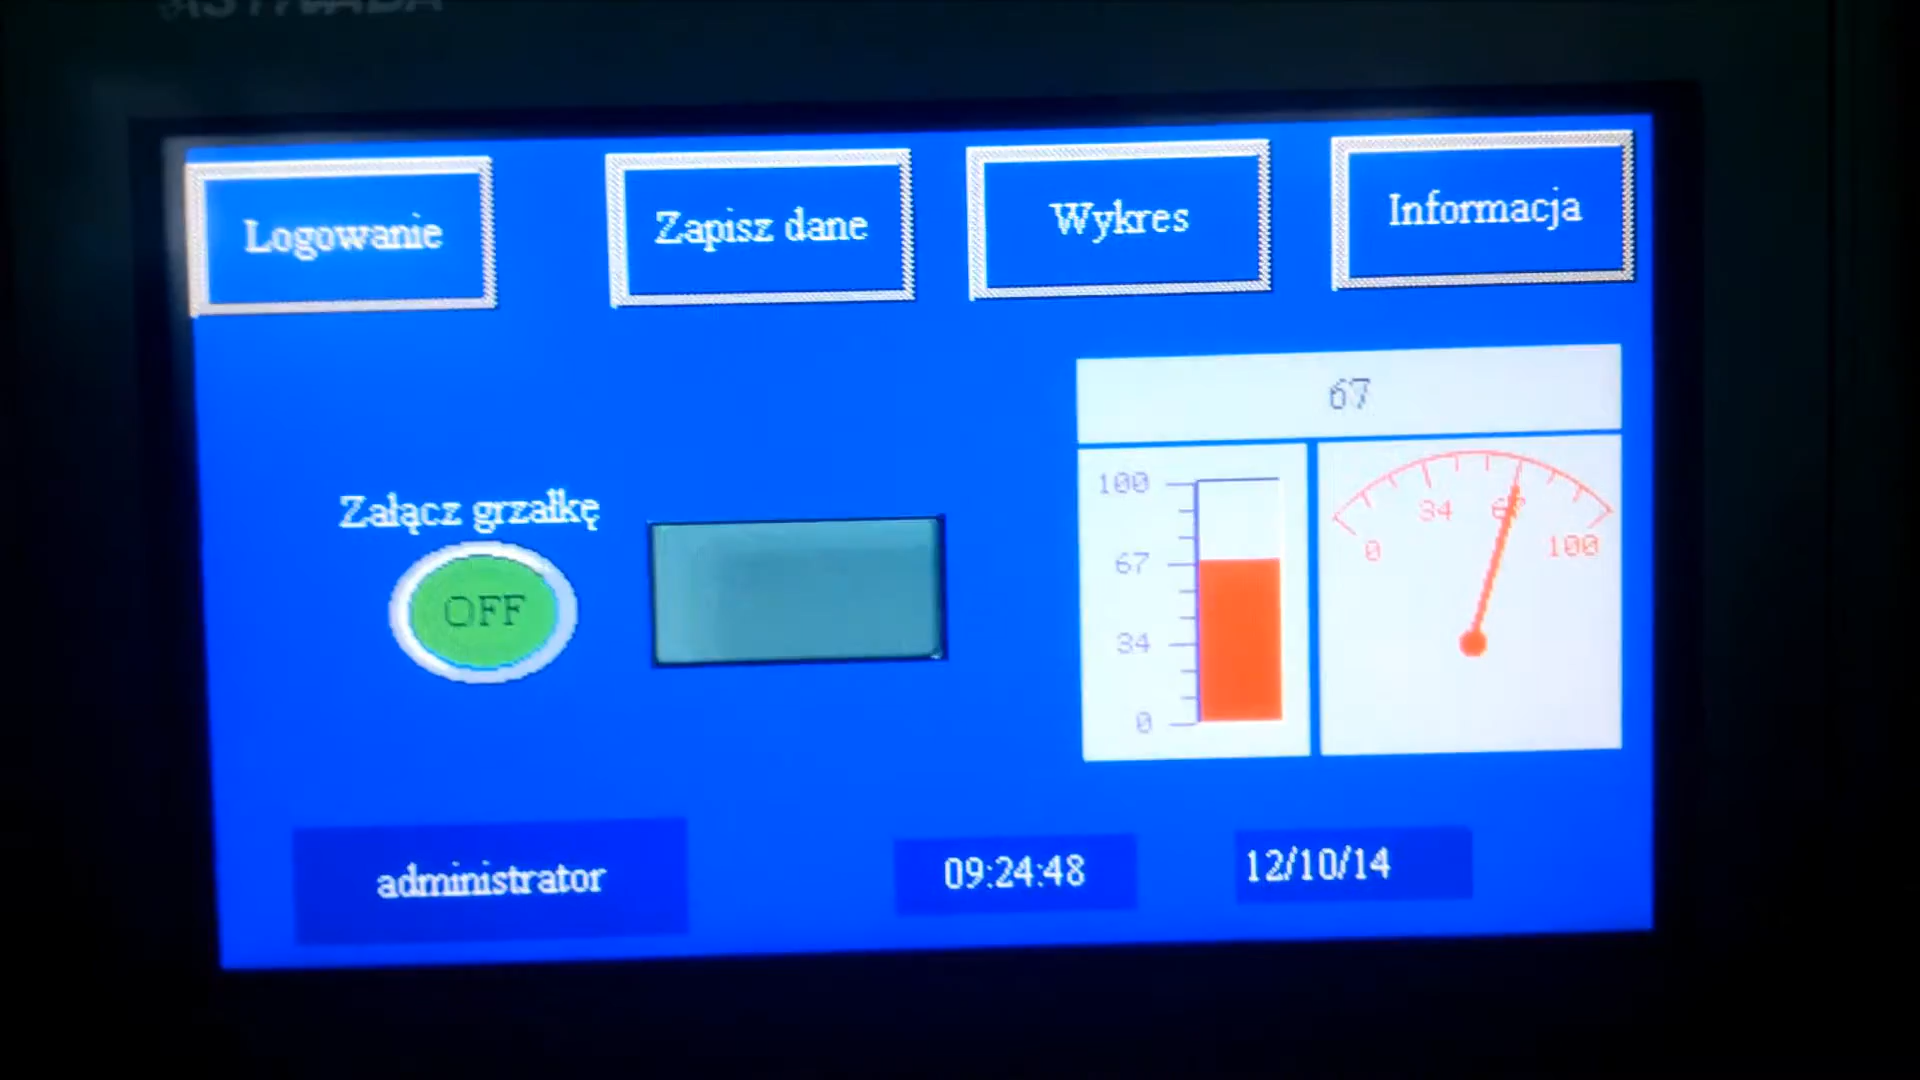 Logowanie
Zapisz dane
Wykres
Informacja
67
100
67
34
0
0
34
67
100
Załącz grzałkę
OFF
administrator
09:24:48
12/10/14